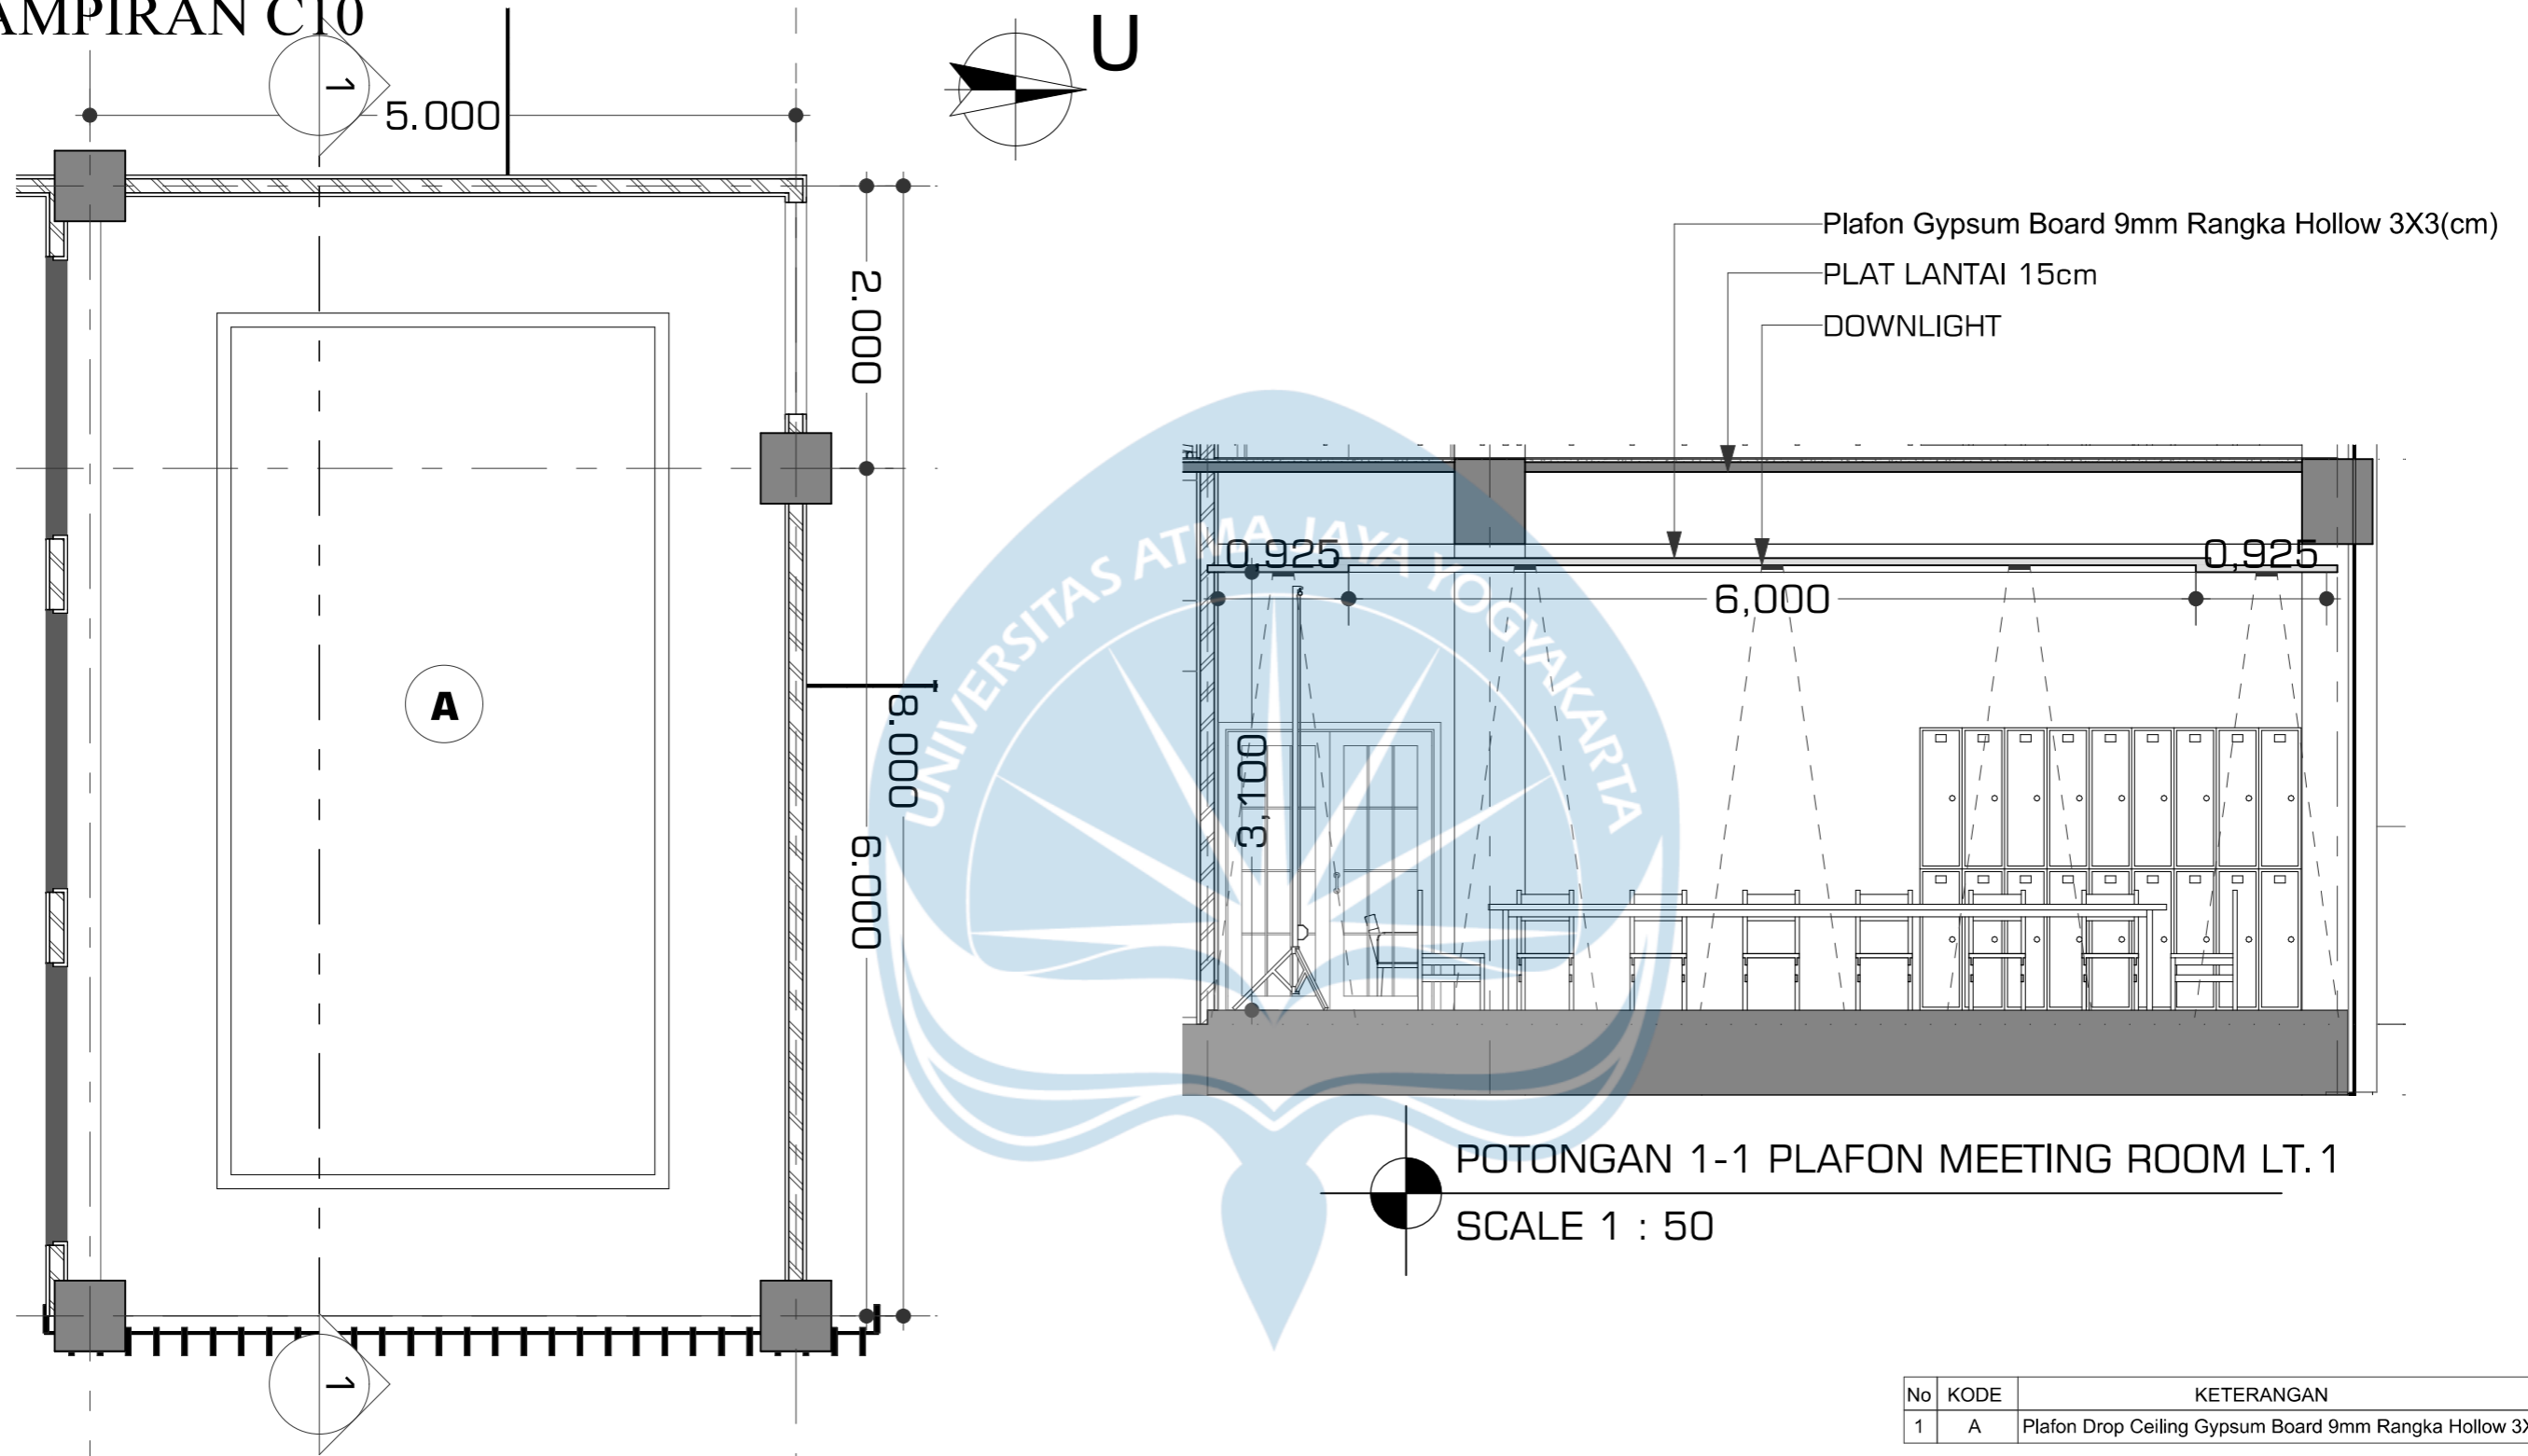 AMPIRAN C10
1
5.000
U
2.000
8.000
6.000
A
1
Plafon Gypsum Board 9mm Rangka Hollow 3X3(cm)
PLAT LANTAI 15cm
DOWNLIGHT
0,925
0,925
6,000
3,100
UNIVERSITAS ATMA JAYA YOGYAKARTA
POTONGAN 1-1 PLAFON MEETING ROOM LT.1
SCALE 1 : 50
No KODE KETERANGAN
1 A Plafon Drop Ceiling Gypsum Board 9mm Rangka Hollow 3X